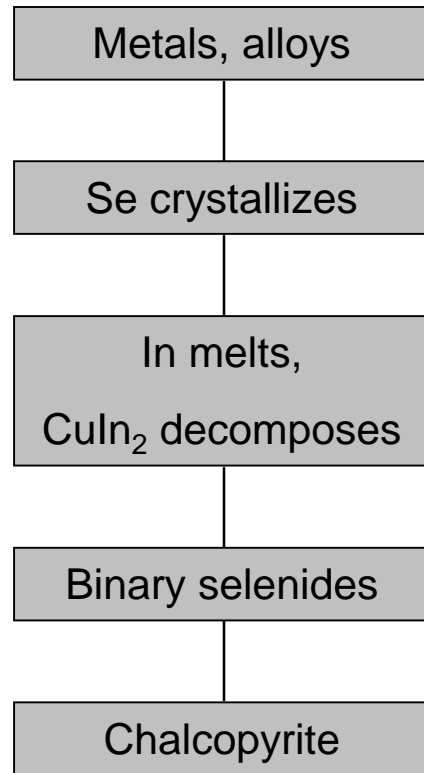 Metals, alloys
Se crystallizes
In melts,
CuIn₂ decomposes
Binary selenides
Chalcopyrite